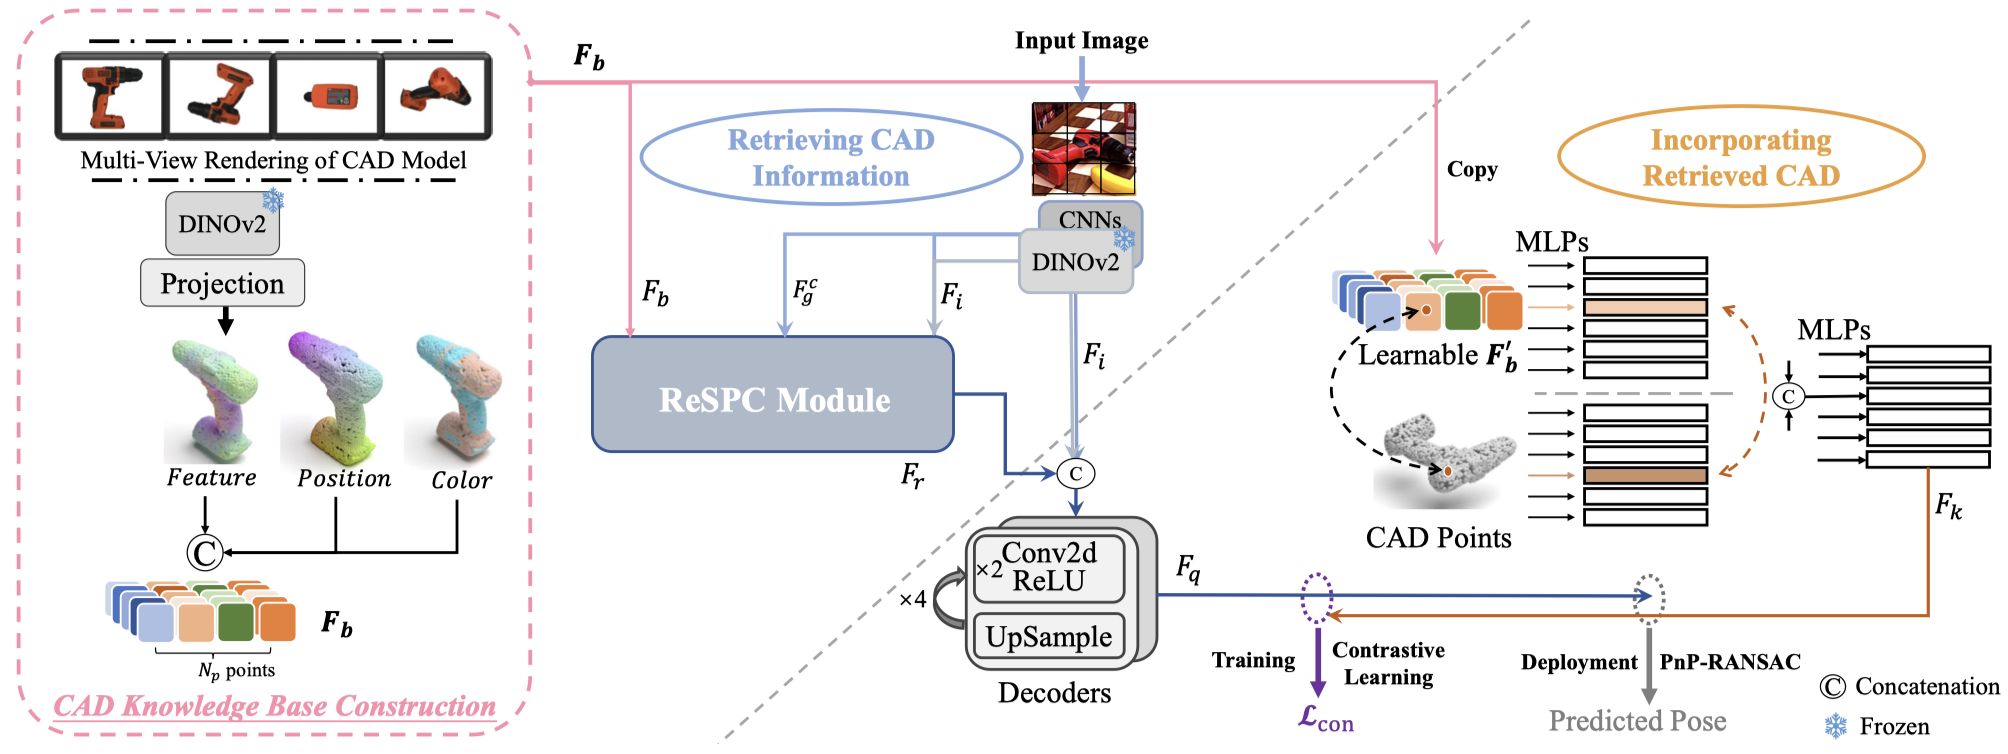 Multi-View Rendering of CAD Model
DINOv2
Projection
Feature
Position
Color
C
F_b
N_p points
CAD Knowledge Base Construction
F_b
Input Image
Retrieving CAD
Information
CNNs
DINOv2
F_b
F_g^c
F_i
F_i
ReSPC Module
F_r
C
×4
×2
Conv2d
ReLU
UpSample
Decoders
F_q
Copy
Incorporating
Retrieved CAD
MLPs
Learnable F_b′
CAD Points
MLPs
C
F_k
Training
Contrastive
Learning
ℒ_con
Deployment
PnP-RANSAC
Predicted Pose
C Concatenation
Frozen